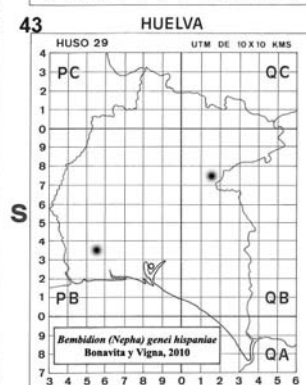 43 HUELVA
HUSO 29 UTM DE 10X10 KMS
PC QC
4
3
2
1
0
9
8
7
6
S
5
4
3
2
PB QB
1
0
9
8
QA
7
Bembidion (Nepha) genei hispaniae
Bonavita y Vigna, 2010
3 4 5 6 7 8 9 0 1 2 3 4 5 6